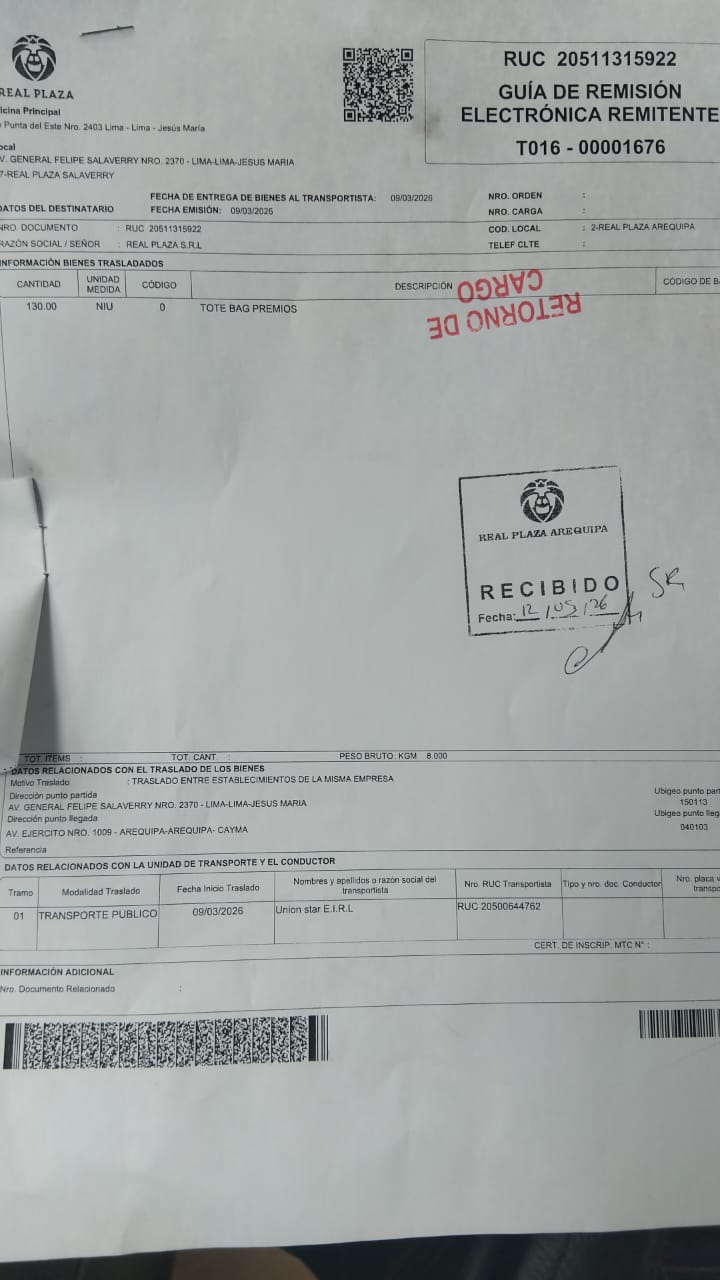 REAL PLAZA
icina Principal
Punta del Este Nro. 2403 Lima - Lima - Jesús María
ocal
V. GENERAL FELIPE SALAVERRY NRO. 2370 - LIMA-LIMA-JESUS MARIA
7-REAL PLAZA SALAVERRY
RUC 20511315922
GUÍA DE REMISIÓN
ELECTRÓNICA REMITENTE
T016 - 00001676
FECHA DE ENTREGA DE BIENES AL TRANSPORTISTA: 09/03/2026
DATOS DEL DESTINATARIO FECHA EMISIÓN: 09/03/2026
NRO. DOCUMENTO : RUC 20511315922
RAZÓN SOCIAL / SEÑOR : REAL PLAZA S.R.L
NRO. ORDEN :
NRO. CARGA :
COD. LOCAL : 2-REAL PLAZA AREQUIPA
TELEF CLTE :
INFORMACIÓN BIENES TRASLADADOS
CANTIDAD UNIDAD MEDIDA CÓDIGO DESCRIPCIÓN CÓDIGO DE B
130.00 NIU 0 TOTE BAG PREMIOS
RETORNO DE
CARGO
REAL PLAZA AREQUIPA
RECIBIDO
Fecha: 12/03/26
SR
TOT. ITEMS : TOT. CANT : PESO BRUTO: KGM 8.000
DATOS RELACIONADOS CON EL TRASLADO DE LOS BIENES
Motivo Traslado : TRASLADO ENTRE ESTABLECIMIENTOS DE LA MISMA EMPRESA
Dirección punto partida
AV. GENERAL FELIPE SALAVERRY NRO. 2370 - LIMA-LIMA-JESUS MARIA
Dirección punto llegada
AV. EJERCITO NRO. 1009 - AREQUIPA-AREQUIPA- CAYMA
Referencia
Ubigeo punto par
150113
Ubigeo punto lleg
040103
DATOS RELACIONADOS CON LA UNIDAD DE TRANSPORTE Y EL CONDUCTOR
Tramo Modalidad Traslado Fecha Inicio Traslado Nombres y apellidos o razón social del transportista Nro. RUC Transportista Tipo y nro. doc. Conductor Nro. placa v transpo
01 TRANSPORTE PUBLICO 09/03/2026 Union star E.I.R.L RUC 20500644762
CERT. DE INSCRIP. MTC N° :
INFORMACIÓN ADICIONAL
Nro. Documento Relacionado :